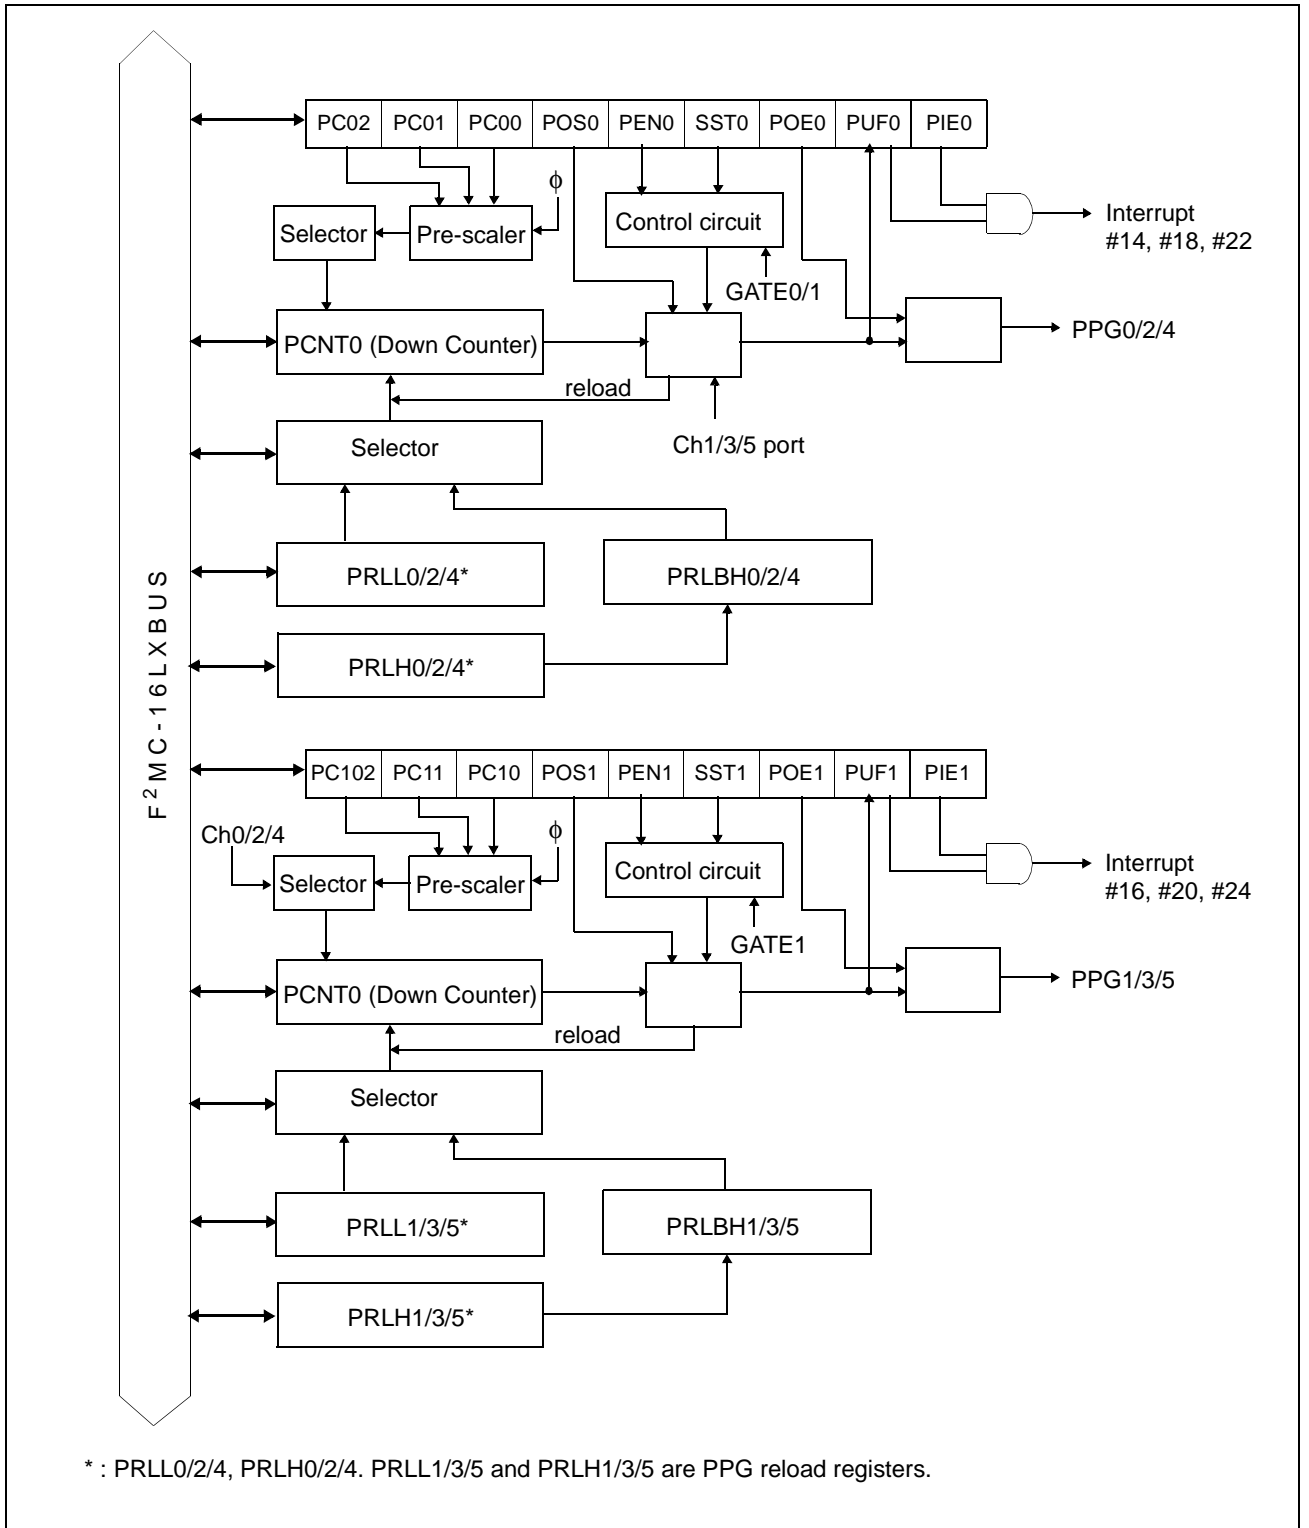 PC02 PC01 PC00 POS0 PEN0 SST0 POE0 PUF0 PIE0
ϕ
Selector
Pre-scaler
Control circuit
Interrupt
#14, #18, #22
GATE0/1
PCNT0 (Down Counter)
PPG0/2/4
reload
Selector
Ch1/3/5 port
PRLL0/2/4*
PRLBH0/2/4
PRLH0/2/4*
F²MC-16LXBUS
PC102 PC11 PC10 POS1 PEN1 SST1 POE1 PUF1 PIE1
Ch0/2/4
ϕ
Selector
Pre-scaler
Control circuit
Interrupt
#16, #20, #24
GATE1
PCNT0 (Down Counter)
PPG1/3/5
reload
Selector
PRLL1/3/5*
PRLBH1/3/5
PRLH1/3/5*
* : PRLL0/2/4, PRLH0/2/4. PRLL1/3/5 and PRLH1/3/5 are PPG reload registers.